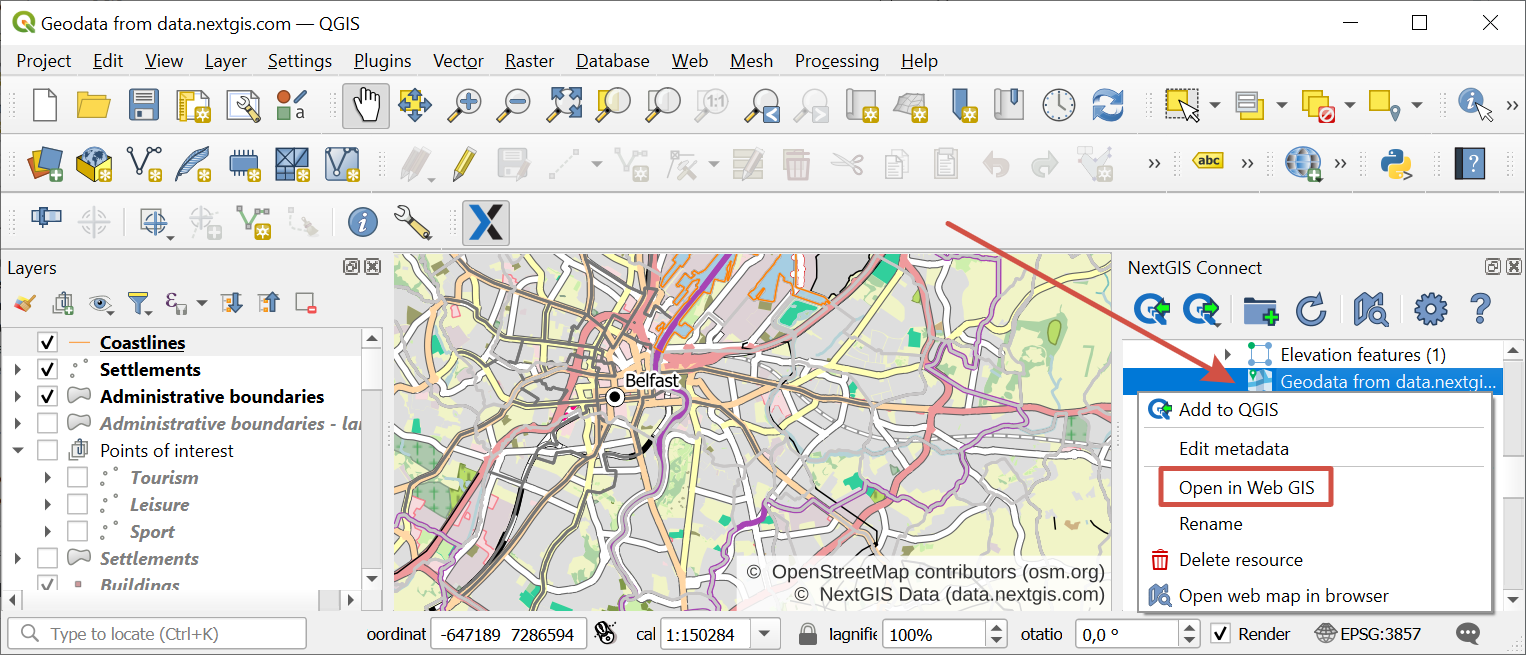 Geodata from data.nextgis.com — QGIS
Project Edit View Layer Settings Plugins Vector Raster Database Web Mesh Processing Help
a
1:1
abc
Layers
ε
Coastlines
Settlements
Administrative boundaries
Administrative boundaries - lan
Points of interest
Tourism
Leisure
Sport
Settlements
Buildings
Belfast
© OpenStreetMap contributors (osm.org)
© NextGIS Data (data.nextgis.com)
NextGIS Connect
Elevation features (1)
Geodata from data.nextgi...
Add to QGIS
Edit metadata
Open in Web GIS
Rename
Delete resource
Open web map in browser
Type to locate (Ctrl+K) oordinat -647189 7286594 cal 1:150284 lagnifie 100% otatio 0,0 ° Render EPSG:3857